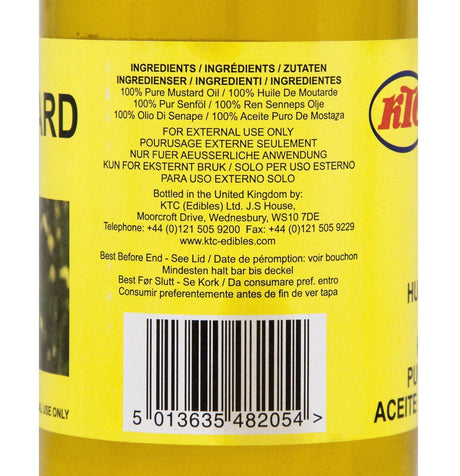 ARD
INGREDIENTS / INGRÉDIENTS / ZUTATEN
INGREDIENSER / INGREDIENTI / INGREDIENTES
100% Pure Mustard Oil / 100% Huile De Moutarde
100% Pur Senföl / 100% Ren Senneps Olje
100% Olio Di Senape / 100% Aceite Puro De Mostaza
FOR EXTERNAL USE ONLY
POURUSAGE EXTERNE SEULEMENT
NUR FUER AEUSSERLICHE ANWENDUNG
KUN FOR EKSTERNT BRUK / SOLO PER USO ESTERNO
PARA USO EXTERNO SOLO
Bottled in the United Kingdom by:
KTC (Edibles) Ltd. J.S House,
Moorcroft Drive, Wednesbury, WS10 7DE
Telephone: +44 (0)121 505 9200 Fax: +44 (0)121 505 9229
www.ktc-edibles.com
Best Before End - See Lid / Date de péromption: voir bouchon
Mindesten halt bar bis deckel
Best Før Slutt - Se Kork / Da consumare pref. entro
Consumir preferentemente antes de fin de ver tapa
5 013635 482054 >
AL USE ONLY
KTC
HU
PU
ACEITE